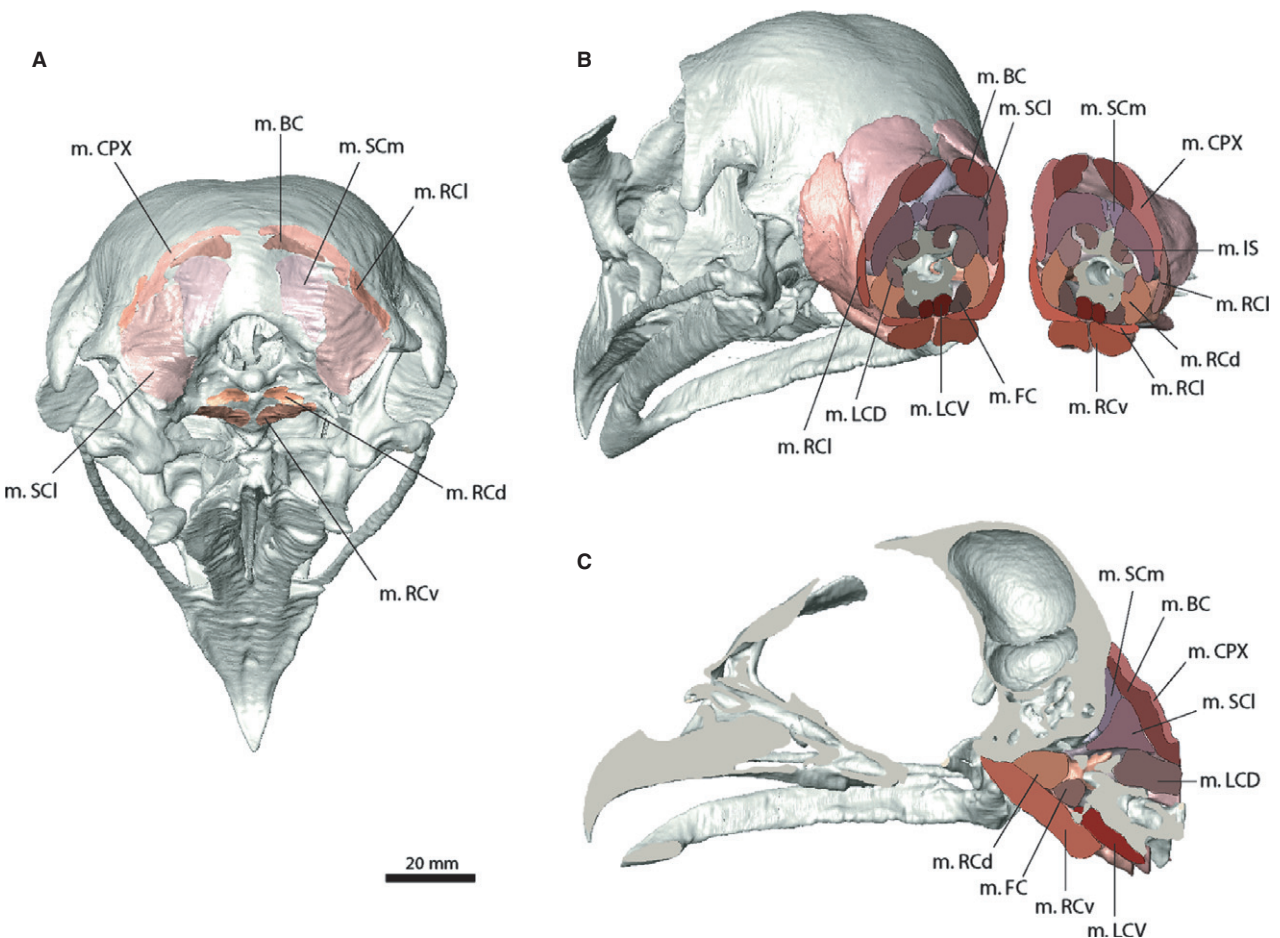 A
m. BC
m. CPX
m. SCm
m. RCl
m. SCl
m. RCd
m. RCv
20 mm
B
m. BC
m. SCl
m. SCm
m. CPX
m. IS
m. RCl
m. RCd
m. RCl
m. RCv
m. FC
m. LCV
m. LCD
m. RCl
C
m. SCm
m. BC
m. CPX
m. SCl
m. LCD
m. RCd
m. FC
m. RCv
m. LCV